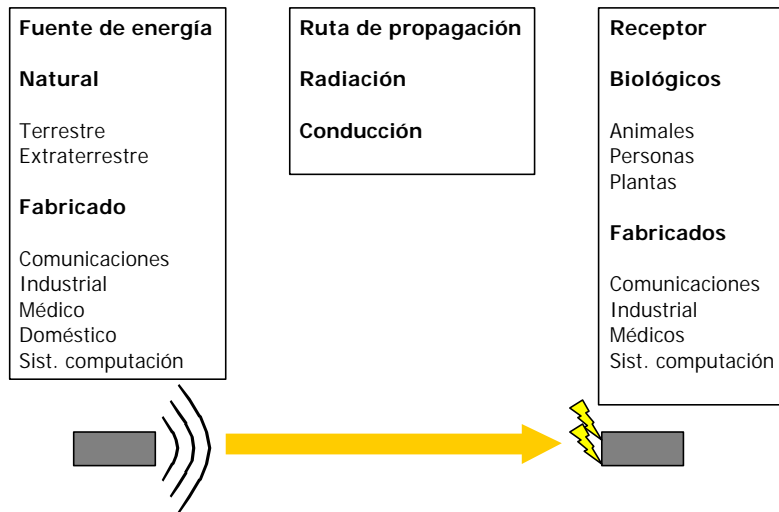 Fuente de energía
Natural
Terrestre
Extraterrestre
Fabricado
Comunicaciones
Industrial
Médico
Doméstico
Sist. computación
Ruta de propagación
Radiación
Conducción
Receptor
Biológicos
Animales
Personas
Plantas
Fabricados
Comunicaciones
Industrial
Médicos
Sist. computación